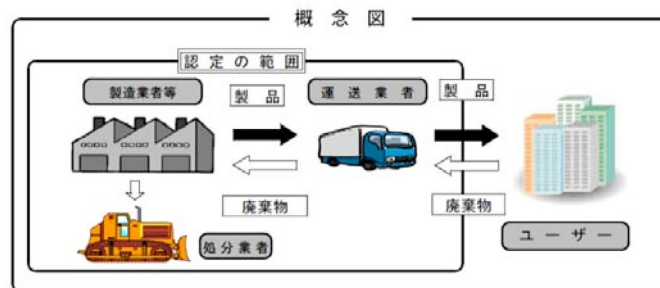 概念図
認定の範囲
製造業者等
製品
運送業者
製品
廃棄物
廃棄物
処分業者
ユーザー